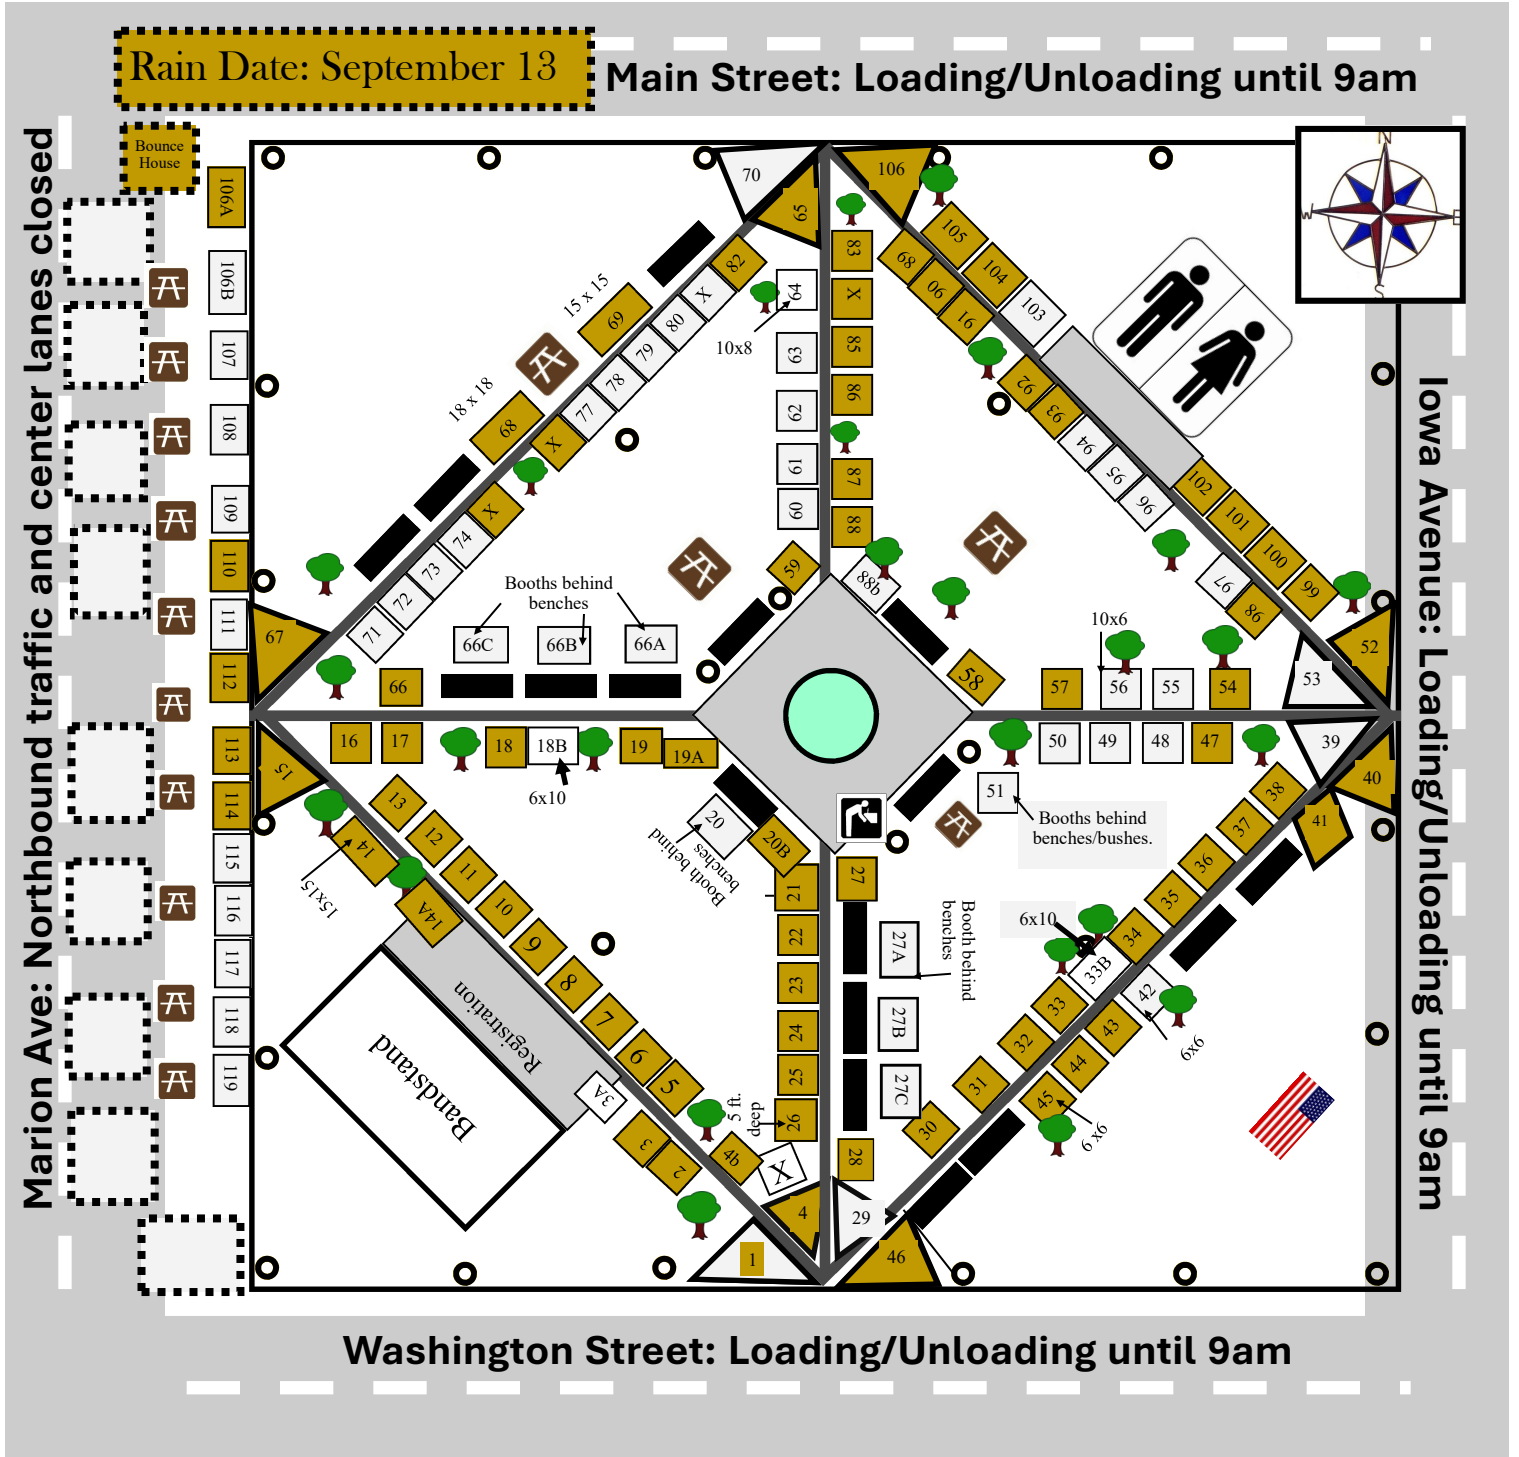 Rain Date: September 13
Main Street: Loading/Unloading until 9am
Marion Ave: Northbound traffic and center lanes closed
Iowa Avenue: Loading/Unloading until 9am
Washington Street: Loading/Unloading until 9am
Bounce
House
N
W
E
S
106A
106B
107
108
109
110
111
112
113
114
115
116
117
118
119
70
65
106
67
15
52
53
39
40
41
1
4
29
46
15 x 15
69
18 x 18
68
82
X
80
79
78
77
X
X
74
73
72
71
64
10x8
63
62
61
60
59
83
X
85
86
87
88
88b
105
104
103
89
90
91
92
93
94
95
96
97
98
102
101
100
99
Booths behind
benches
66C
66B
66A
66
58
57
10x6
56
55
54
16
17
18
18B
6x10
19
19A
50
49
48
47
51
Booths behind
benches/bushes.
20
Booth behind
benches
20B
21
22
23
24
25
26
5 ft.
deep
X
4b
27
27A
Booth behind
benches
27B
27C
28
13
12
11
10
9
8
7
6
5
14
15x15
14A
Registration
Bandstand
3A
3
2
38
37
36
35
34
6x10
33B
33
32
31
30
42
6x6
43
44
45
6 x6